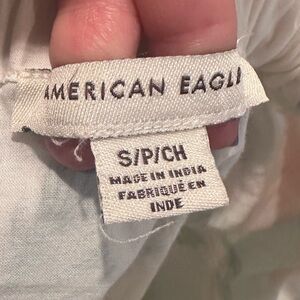 AMERICAN EAGL
S/P/CH
MADE IN INDIA
FABRIQUÉ EN
INDE